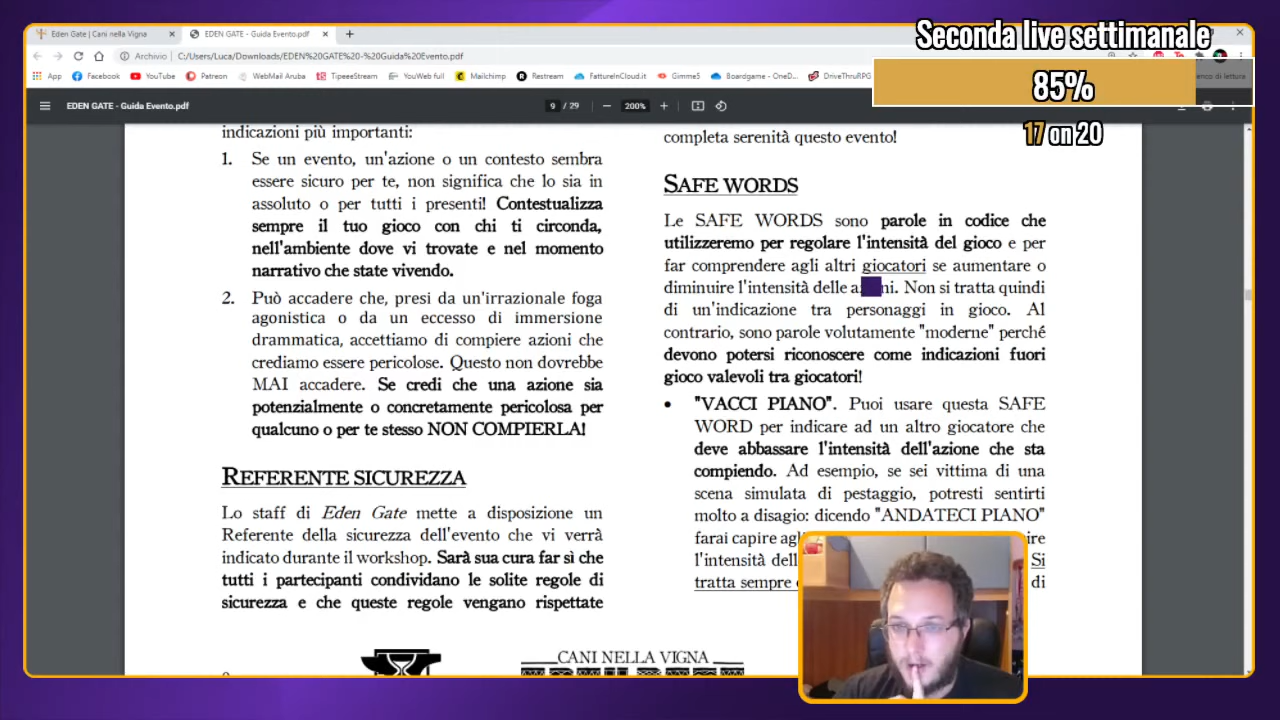 Seconda live settimanale
85%
17 on 20
Eden Gate | Cani nella Vigna
EDEN GATE - Guida Evento.pdf
Archivio
C:/Users/Luca/Downloads/EDEN%20GATE%20-%20Guida%20Evento.pdf
App
Facebook
YouTube
Patreon
WebMail Aruba
TipeeeStream
YouWeb full
Mailchimp
Restream
FattureInCloud.it
Gimme5
Boardgame - OneD...
DriveThruRPG
enco di lettura
EDEN GATE - Guida Evento.pdf
9 / 29
200%
indicazioni più importanti:
1. Se un evento, un'azione o un contesto sembra
essere sicuro per te, non significa che lo sia in
assoluto o per tutti i presenti! Contestualizza
sempre il tuo gioco con chi ti circonda,
nell'ambiente dove vi trovate e nel momento
narrativo che state vivendo.
2. Può accadere che, presi da un'irrazionale foga
agonistica o da un eccesso di immersione
drammatica, accettiamo di compiere azioni che
crediamo essere pericolose. Questo non dovrebbe
MAI accadere. Se credi che una azione sia
potenzialmente o concretamente pericolosa per
qualcuno o per te stesso NON COMPIERLA!
REFERENTE SICUREZZA
Lo staff di Eden Gate mette a disposizione un
Referente della sicurezza dell'evento che vi verrà
indicato durante il workshop. Sarà sua cura far sì che
tutti i partecipanti condividano le solite regole di
sicurezza e che queste regole vengano rispettate
completa serenità questo evento!
SAFE WORDS
Le SAFE WORDS sono parole in codice che
utilizzeremo per regolare l'intensità del gioco e per
far comprendere agli altri giocatori se aumentare o
diminuire l'intensità delle a ni. Non si tratta quindi
di un'indicazione tra personaggi in gioco. Al
contrario, sono parole volutamente "moderne" perché
devono potersi riconoscere come indicazioni fuori
gioco valevoli tra giocatori!
• "VACCI PIANO". Puoi usare questa SAFE
WORD per indicare ad un altro giocatore che
deve abbassare l'intensità dell'azione che sta
compiendo. Ad esempio, se sei vittima di una
scena simulata di pestaggio, potresti sentirti
molto a disagio: dicendo "ANDATECI PIANO"
farai capire agl ire
l'intensità dell Si
tratta sempre di
CANI NELLA VIGNA